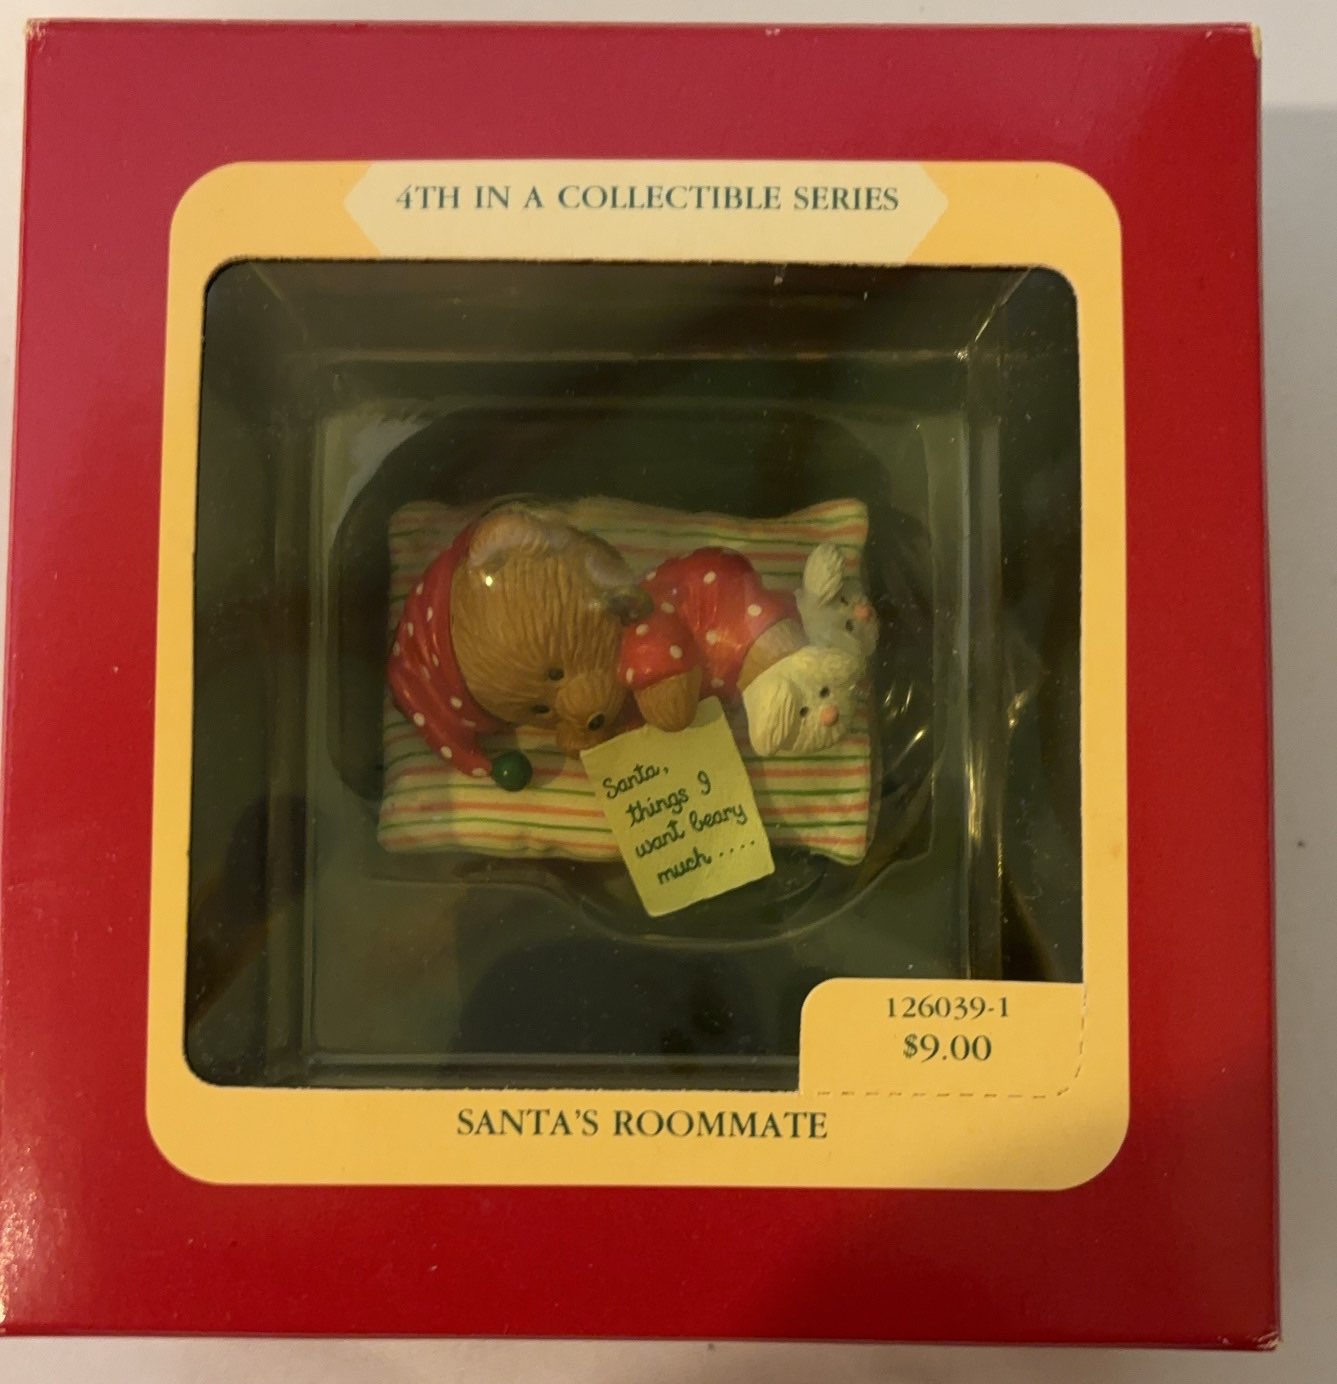 4TH IN A COLLECTIBLE SERIES
Santa,
things I
want beary
much....
126039-1
$9.00
SANTA'S ROOMMATE